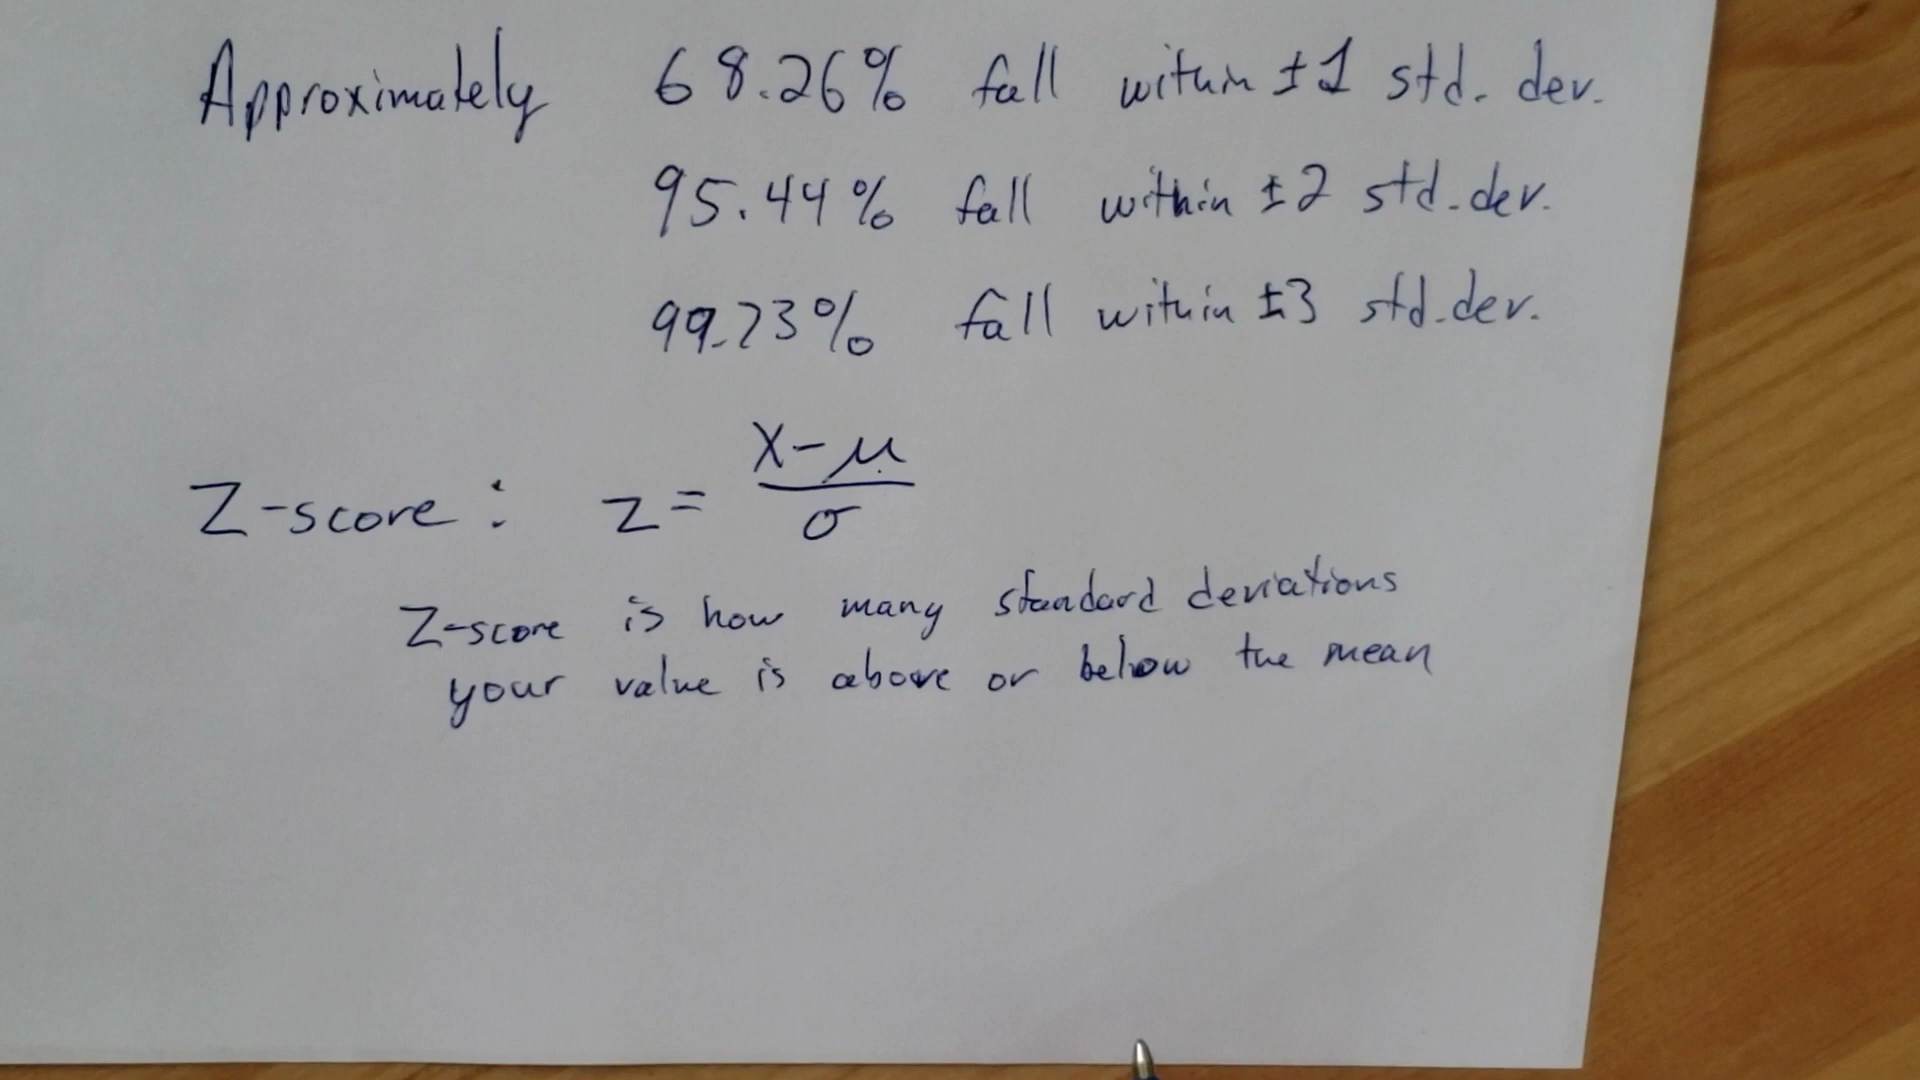 Approximately 68.26% fall within ±1 std. dev.
95.44% fall within ±2 std. dev.
99.73% fall within ±3 std. dev.
Z-score: z = (x-μ)/σ
Z-score is how many standard deviations
your value is above or below the mean